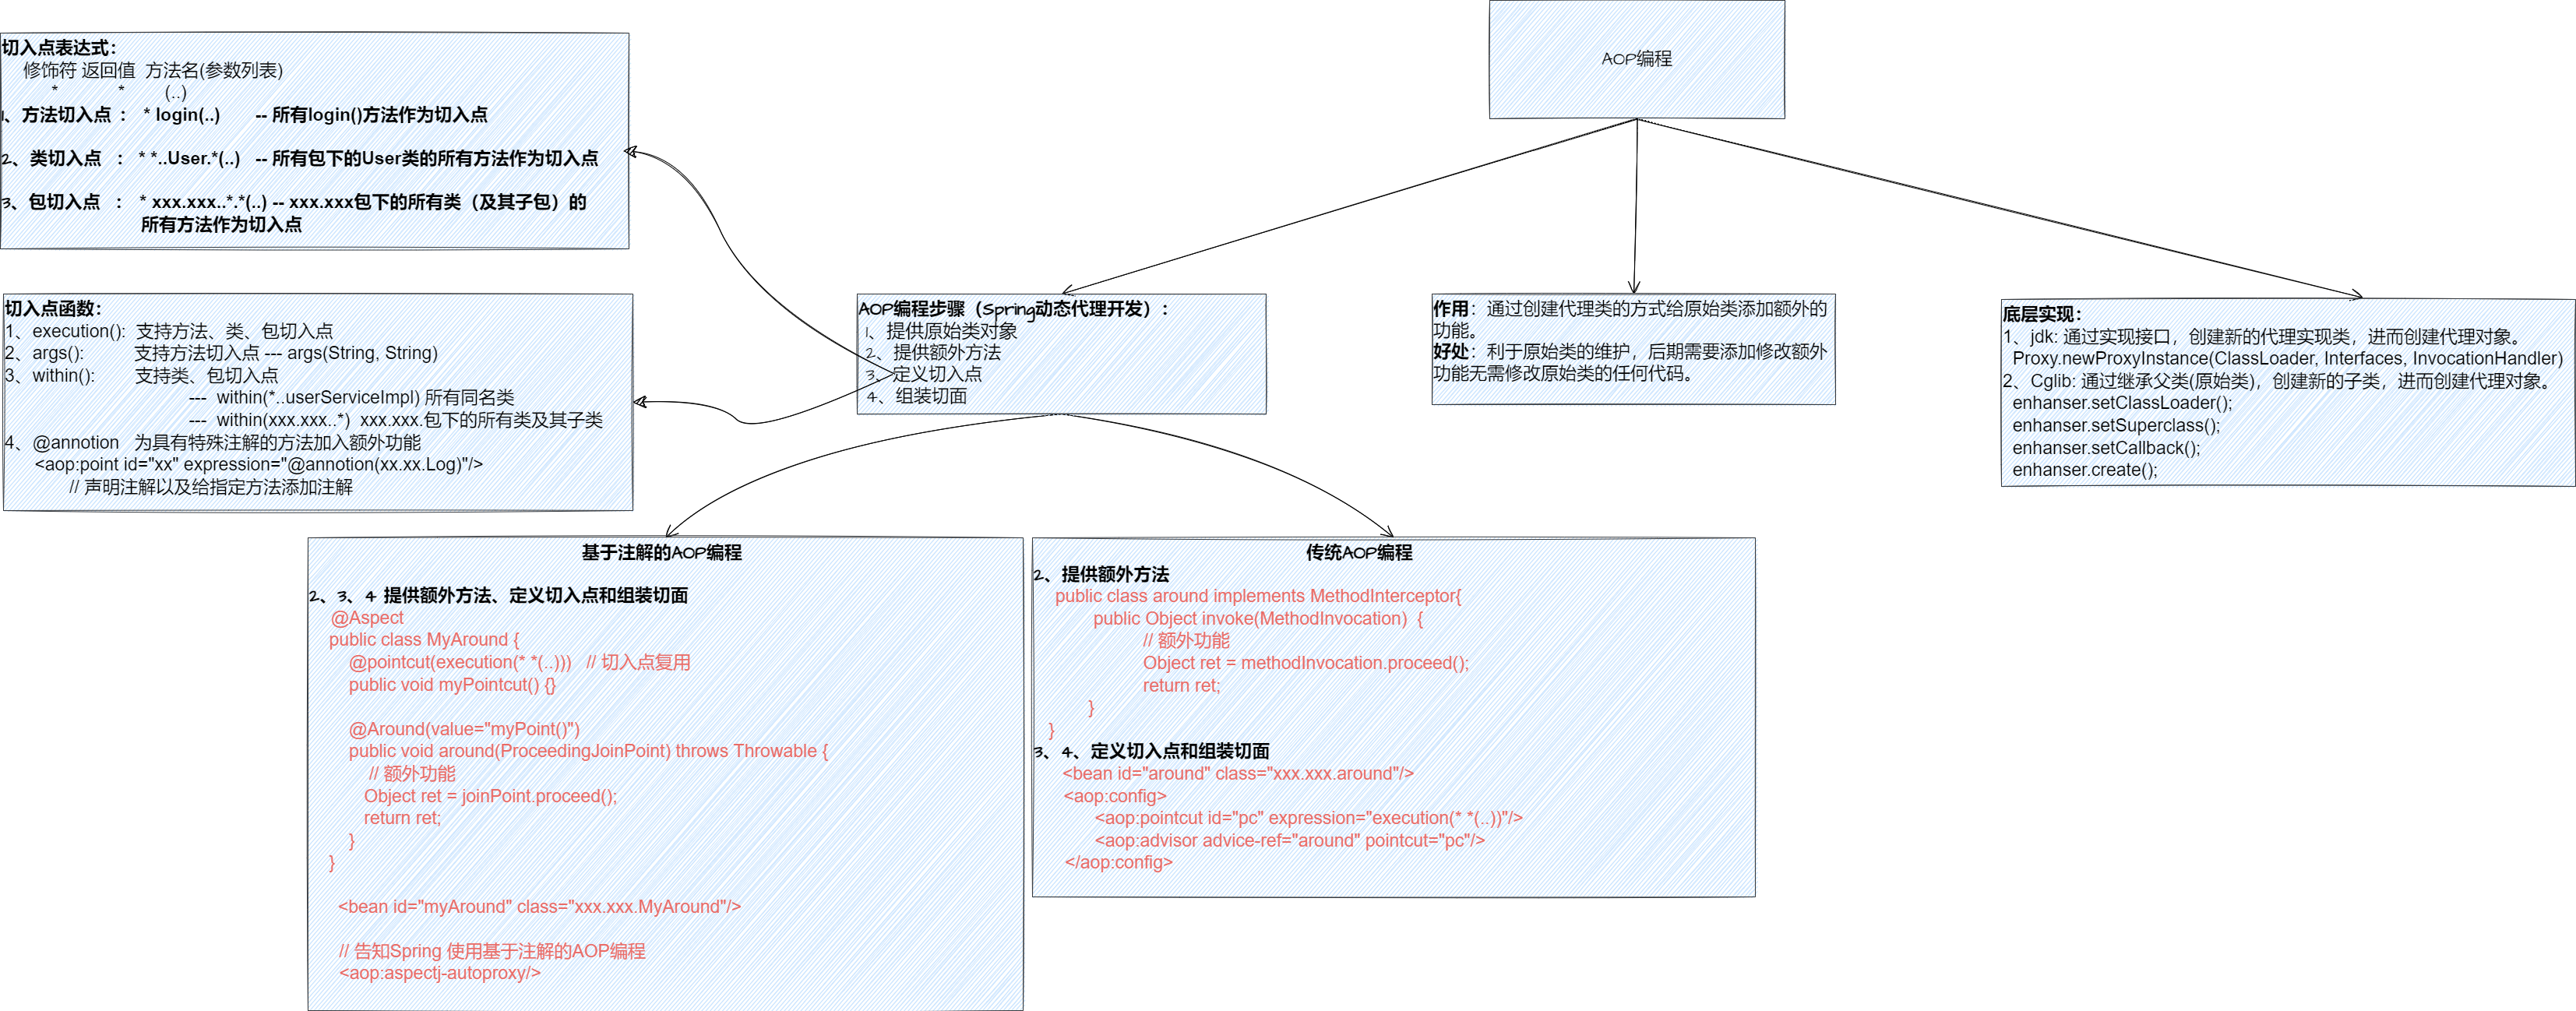 AOP编程
切入点表达式：
修饰符 返回值 方法名(参数列表)
* * (..)
1、方法切入点 ： * login(..) -- 所有login()方法作为切入点
2、类切入点 ： * *..User.*(..) -- 所有包下的User类的所有方法作为切入点
3、包切入点 ： * xxx.xxx..*.*(..) -- xxx.xxx包下的所有类（及其子包）的
所有方法作为切入点
切入点函数：
1、execution(): 支持方法、类、包切入点
2、args(): 支持方法切入点 --- args(String, String)
3、within(): 支持类、包切入点
--- within(*..userServiceImpl) 所有同名类
--- within(xxx.xxx..*) xxx.xxx.包下的所有类及其子类
4、@annotion 为具有特殊注解的方法加入额外功能
<aop:point id="xx" expression="@annotion(xx.xx.Log)"/>
// 声明注解以及给指定方法添加注解
AOP编程步骤（Spring动态代理开发）：
1、提供原始类对象
2、提供额外方法
3、定义切入点
4、组装切面
作用：通过创建代理类的方式给原始类添加额外的
功能。
好处：利于原始类的维护，后期需要添加修改额外
功能无需修改原始类的任何代码。
底层实现：
1、jdk: 通过实现接口，创建新的代理实现类，进而创建代理对象。
Proxy.newProxyInstance(ClassLoader, Interfaces, InvocationHandler)
2、Cglib: 通过继承父类(原始类)，创建新的子类，进而创建代理对象。
enhanser.setClassLoader();
enhanser.setSuperclass();
enhanser.setCallback();
enhanser.create();
基于注解的AOP编程
2、3、4 提供额外方法、定义切入点和组装切面
@Aspect
public class MyAround {
@pointcut(execution(* *(..))) // 切入点复用
public void myPointcut() {}
@Around(value="myPoint()")
public void around(ProceedingJoinPoint) throws Throwable {
// 额外功能
Object ret = joinPoint.proceed();
return ret;
}
}
<bean id="myAround" class="xxx.xxx.MyAround"/>
// 告知Spring 使用基于注解的AOP编程
<aop:aspectj-autoproxy/>
传统AOP编程
2、提供额外方法
public class around implements MethodInterceptor{
public Object invoke(MethodInvocation) {
// 额外功能
Object ret = methodInvocation.proceed();
return ret;
}
}
3、4、定义切入点和组装切面
<bean id="around" class="xxx.xxx.around"/>
<aop:config>
<aop:pointcut id="pc" expression="execution(* *(..))"/>
<aop:advisor advice-ref="around" pointcut="pc"/>
</aop:config>